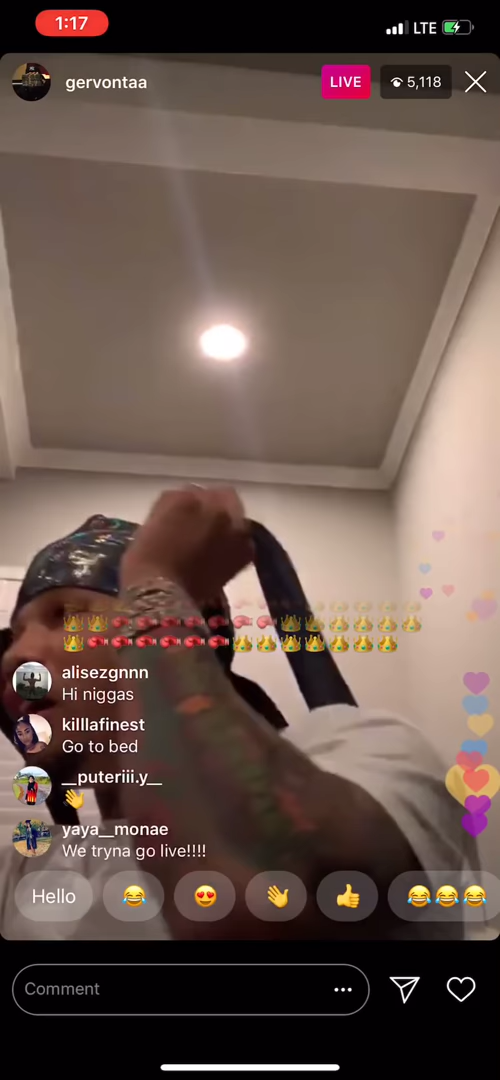 1:17
LTE
gervontaa
LIVE
5,118
alisezgnnn
Hi niggas
killlafinest
Go to bed
__puteriii.y__
👋
yaya__monae
We tryna go live!!!!
Hello
Comment